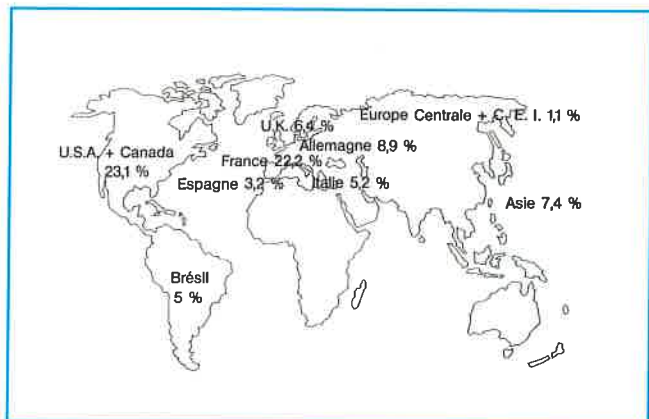 Europe Centrale + C. E. I. 1,1 %
U.K. 6,4 %
Allemagne 8,9 %
U.S.A. + Canada
23,1 %
France 22,2 %
Espagne 3,2 %
Italie 5,2 %
Asie 7,4 %
Brésil
5 %